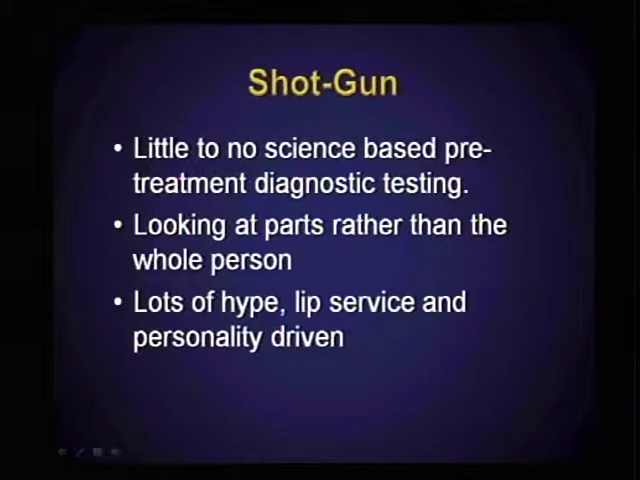 Shot-Gun
• Little to no science based pre-
treatment diagnostic testing.
• Looking at parts rather than the
whole person
• Lots of hype, lip service and
personality driven